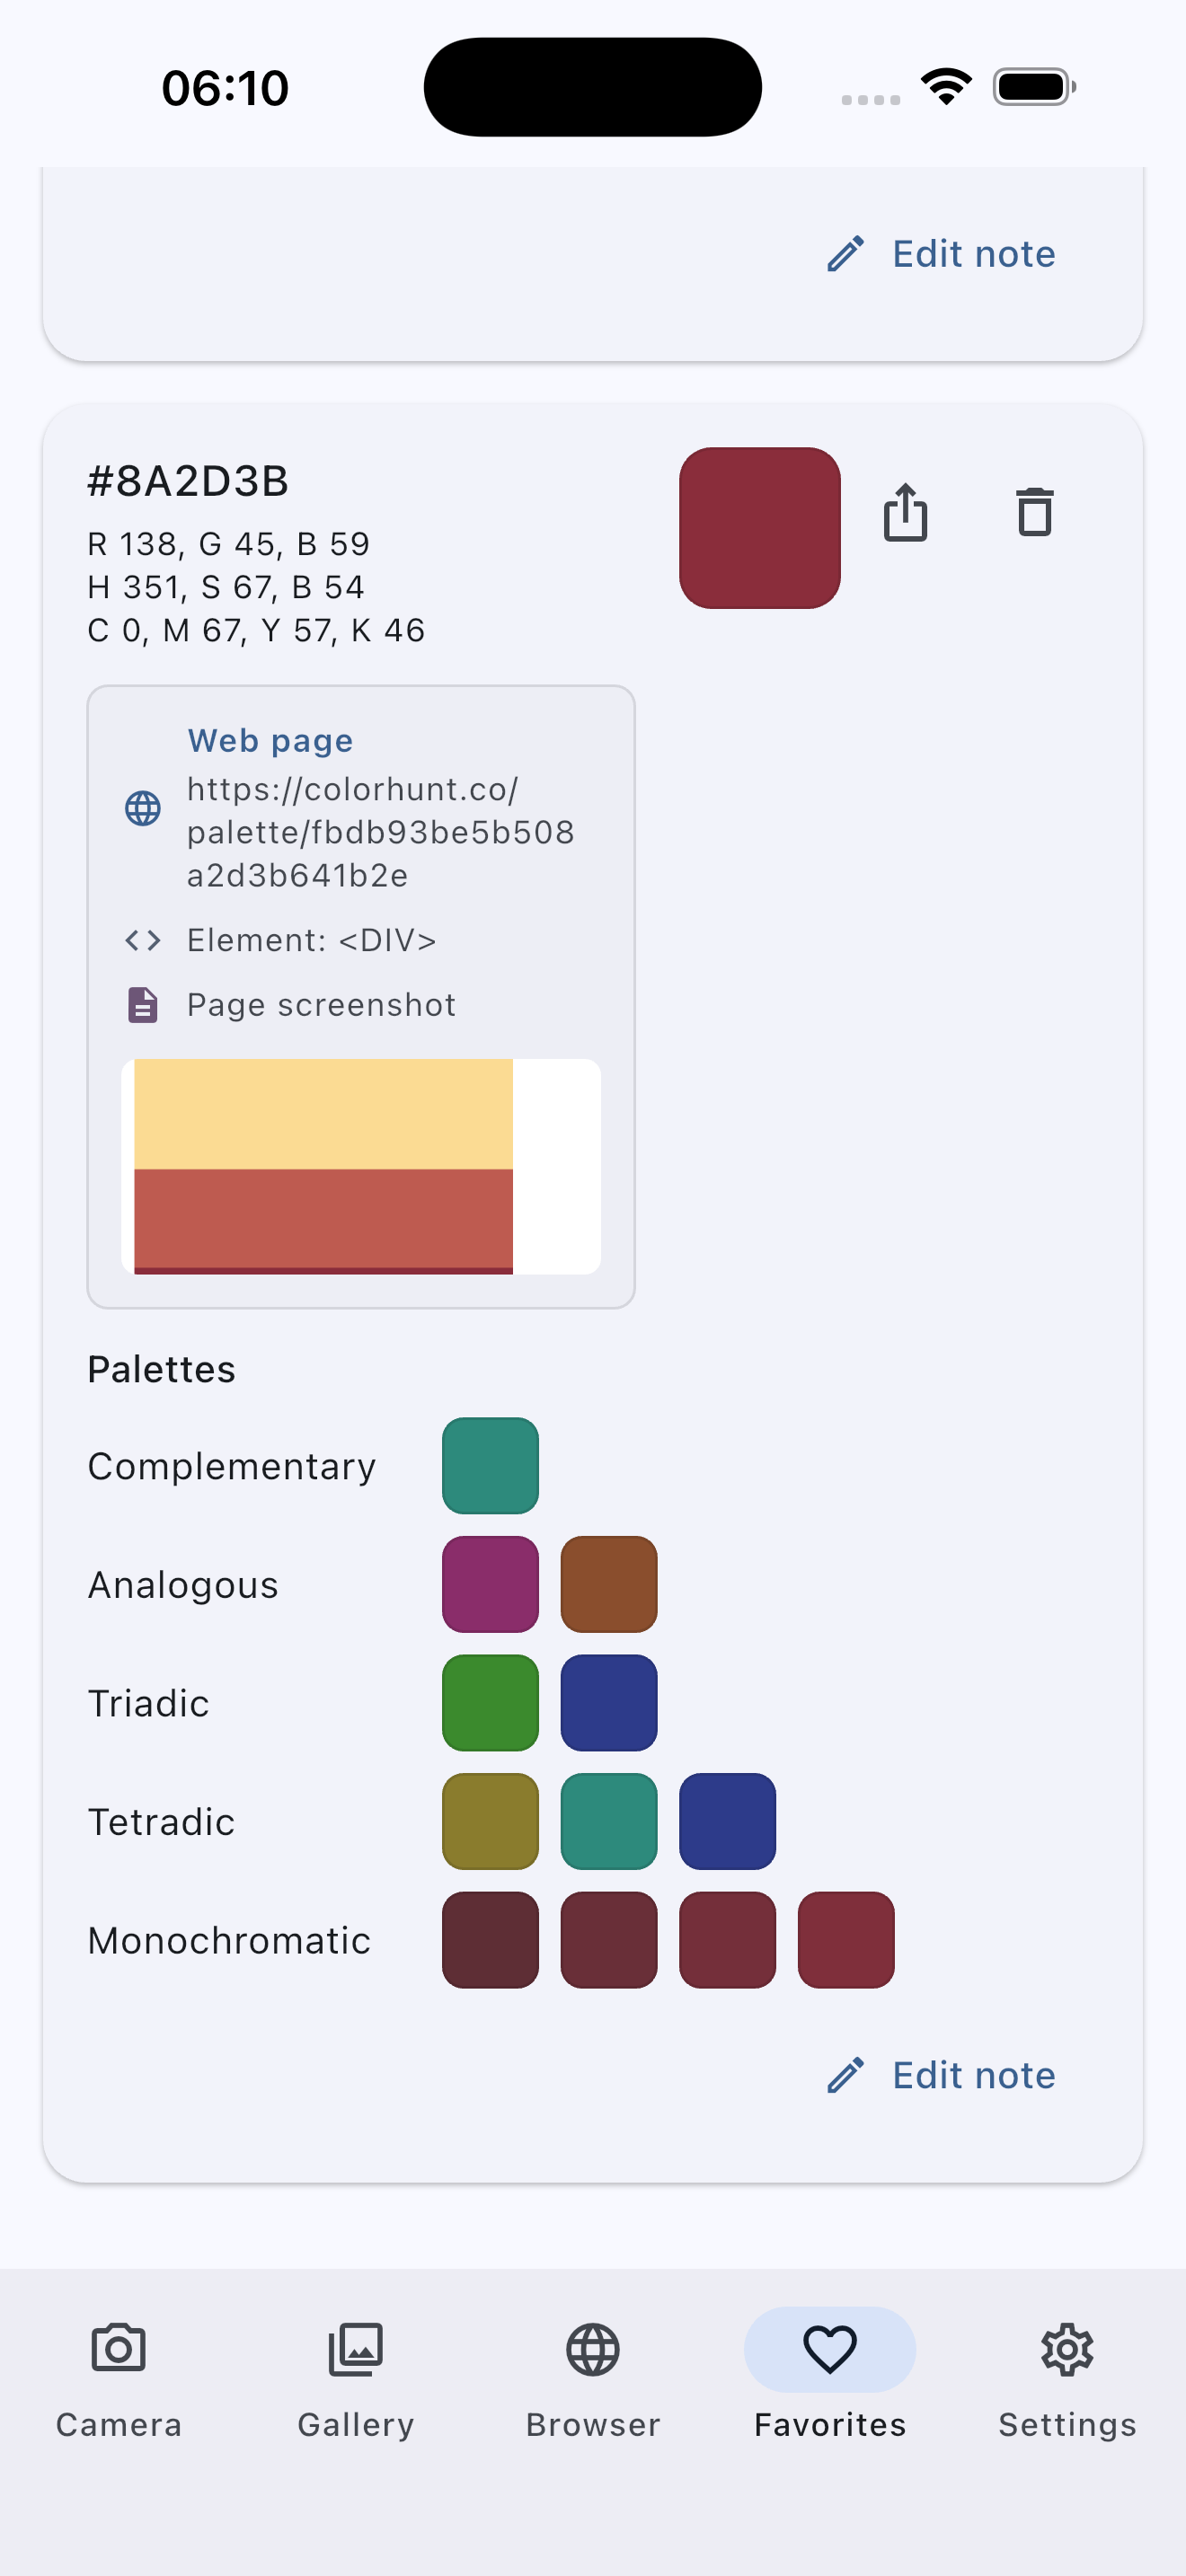 06:10
Edit note
#8A2D3B
R 138, G 45, B 59
H 351, S 67, B 54
C 0, M 67, Y 57, K 46
Web page
https://colorhunt.co/
palette/fbdb93be5b508
a2d3b641b2e
Element: <DIV>
Page screenshot
Palettes
Complementary
Analogous
Triadic
Tetradic
Monochromatic
Edit note
Camera
Gallery
Browser
Favorites
Settings